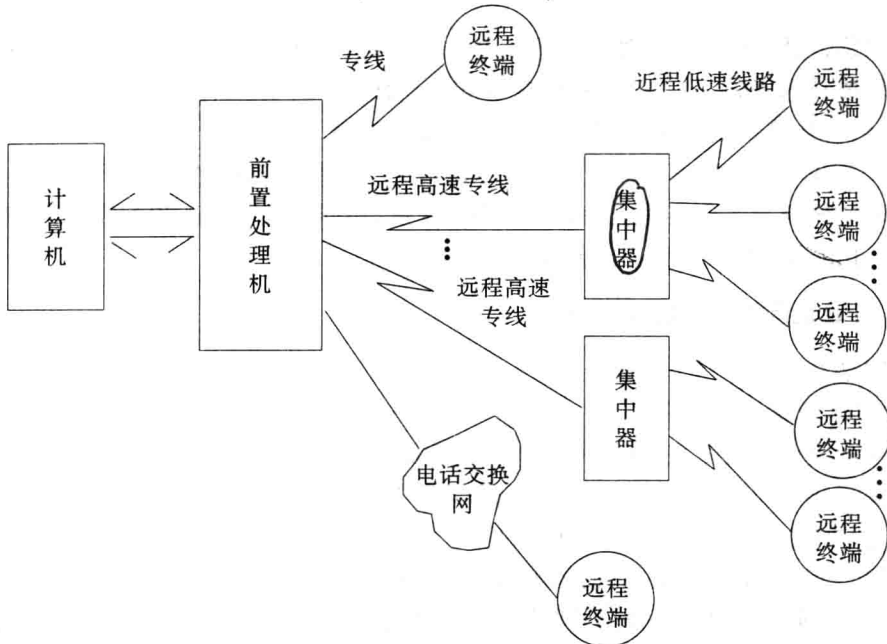 远程
终端
专线
近程低速线路
远程
终端
计算机
前置处理机
远程高速专线
集中器
远程
终端
远程高速
专线
远程
终端
集中器
远程
终端
电话交换
网
远程
终端
远程
终端